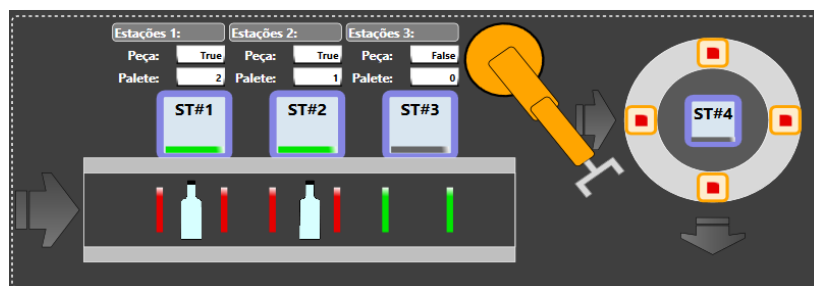 Estações 1: Estações 2: Estações 3:
Peça: True Peça: True Peça: False
Palete: 2 Palete: 1 Palete: 0
ST#1 ST#2 ST#3 ST#4